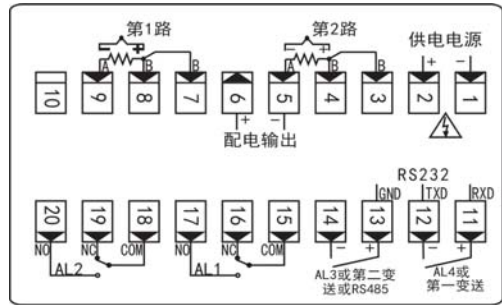 第1路 第2路 供电电源
- + - + + -
A B B A B B
10 9 8 7 6 5 4 3 2 1
+ -
配电输出
RS232
GND TXD RXD
20 19 18 17 16 15 14 13 12 11
NO NC COM NO NC COM - + - +
AL2 AL1 AL3或第二变 AL4或
送或RS485 第一变送